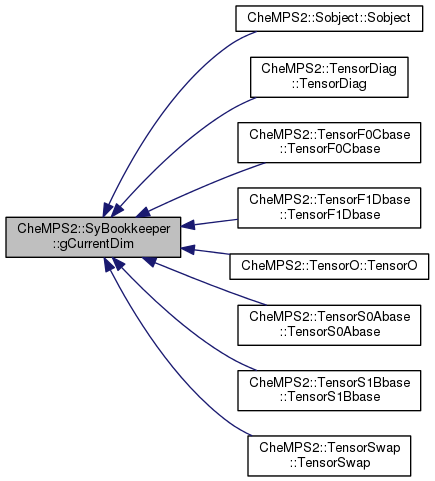 CheMPS2::Sobject::Sobject
CheMPS2::TensorDiag
::TensorDiag
CheMPS2::TensorF0Cbase
::TensorF0Cbase
CheMPS2::TensorF1Dbase
::TensorF1Dbase
CheMPS2::SyBookkeeper
::gCurrentDim
CheMPS2::TensorO::TensorO
CheMPS2::TensorS0Abase
::TensorS0Abase
CheMPS2::TensorS1Bbase
::TensorS1Bbase
CheMPS2::TensorSwap
::TensorSwap